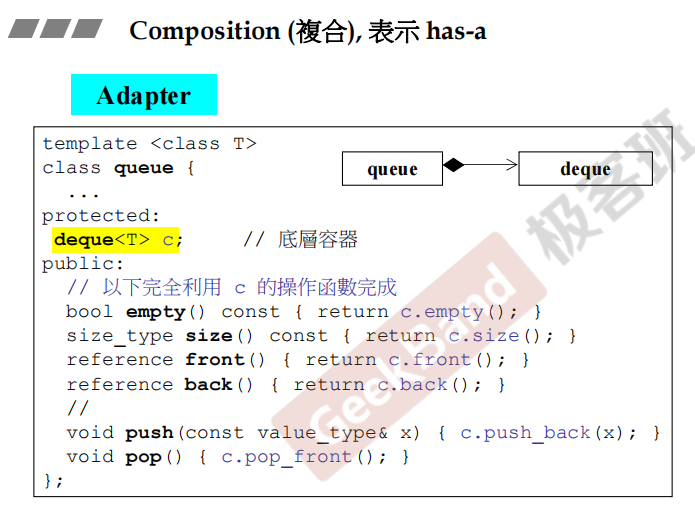 Composition (複合), 表示 has-a
Adapter
template <class T>
class queue {
...
protected:
deque<T> c; // 底層容器
public:
// 以下完全利用 c 的操作函數完成
bool empty() const { return c.empty(); }
size_type size() const { return c.size(); }
reference front() { return c.front(); }
reference back() { return c.back(); }
//
void push(const value_type& x) { c.push_back(x); }
void pop() { c.pop_front(); }
};
queue
deque
GeekBand 极客班